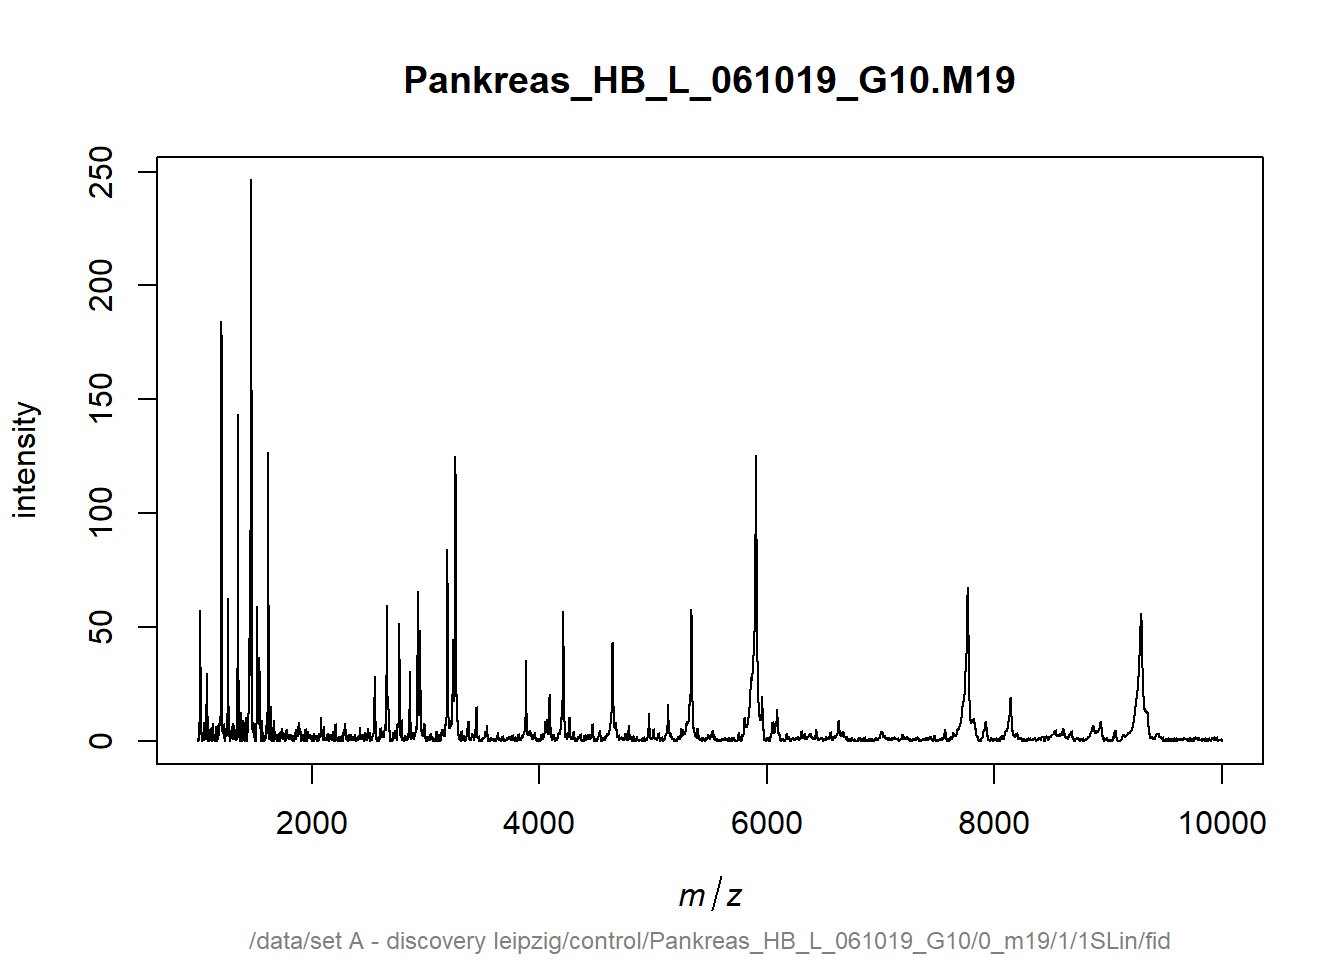 Pankreas_HB_L_061019_G10.M19
250
200
150
100
50
0
intensity
2000 4000 6000 8000 10000
m/z
/data/set A - discovery leipzig/control/Pankreas_HB_L_061019_G10/0_m19/1/1SLin/fid